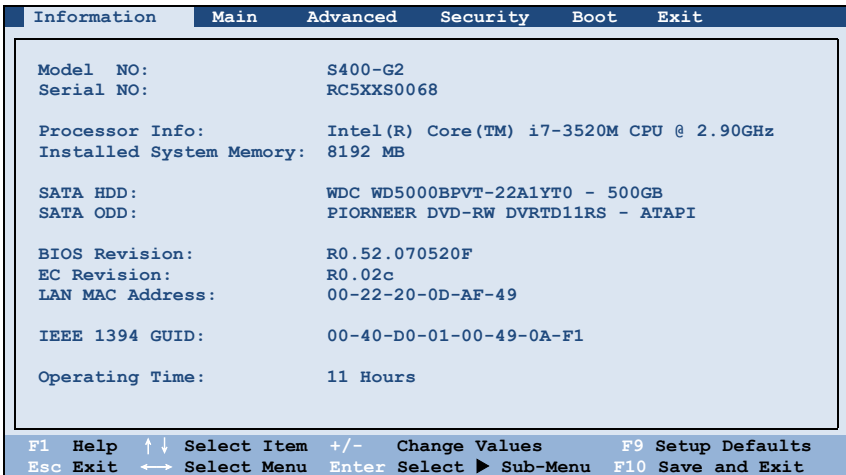 Information Main Advanced Security Boot Exit
Model NO: S400-G2
Serial NO: RC5XXS0068
Processor Info: Intel(R) Core(TM) i7-3520M CPU @ 2.90GHz
Installed System Memory: 8192 MB
SATA HDD: WDC WD5000BPVT-22A1YT0 - 500GB
SATA ODD: PIORNEER DVD-RW DVRTD11RS - ATAPI
BIOS Revision: R0.52.070520F
EC Revision: R0.02c
LAN MAC Address: 00-22-20-0D-AF-49
IEEE 1394 GUID: 00-40-D0-01-00-49-0A-F1
Operating Time: 11 Hours
F1 Help ↑↓ Select Item +/- Change Values F9 Setup Defaults
Esc Exit ←→ Select Menu Enter Select ▶ Sub-Menu F10 Save and Exit